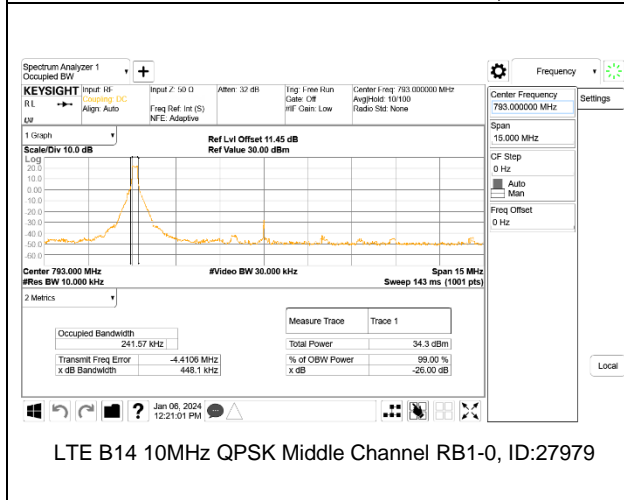 Spectrum Analyzer 1
Occupied BW
Frequency
KEYSIGHT Input: RF
Coupling: DC
Align: Auto
R L
Input Z: 50 Ω
Freq Ref: Int (S)
NFE: Adaptive
Atten: 32 dB
Trig: Free Run
Gate: Off
#IF Gain: Low
Center Freq: 793.000000 MHz
Avg|Hold: 10/100
Radio Std: None
Center Frequency
793.000000 MHz
Settings
Span
15.000 MHz
CF Step
0 Hz
Auto
Man
Freq Offset
0 Hz
Local
1 Graph
Scale/Div 10.0 dB
Ref Lvl Offset 11.45 dB
Ref Value 30.00 dBm
Log
20.0
10.0
0.00
-10.0
-20.0
-30.0
-40.0
-50.0
-60.0
Center 793.000 MHz
#Video BW 30.000 kHz
Span 15 MHz
#Res BW 10.000 kHz
Sweep 143 ms (1001 pts)
2 Metrics
Measure Trace Trace 1
Occupied Bandwidth
241.57 kHz
Total Power 34.3 dBm
Transmit Freq Error -4.4106 MHz
% of OBW Power 99.00 %
x dB Bandwidth 448.1 kHz
x dB -26.00 dB
Jan 06, 2024
12:21:01 PM
LTE B14 10MHz QPSK Middle Channel RB1-0, ID:27979